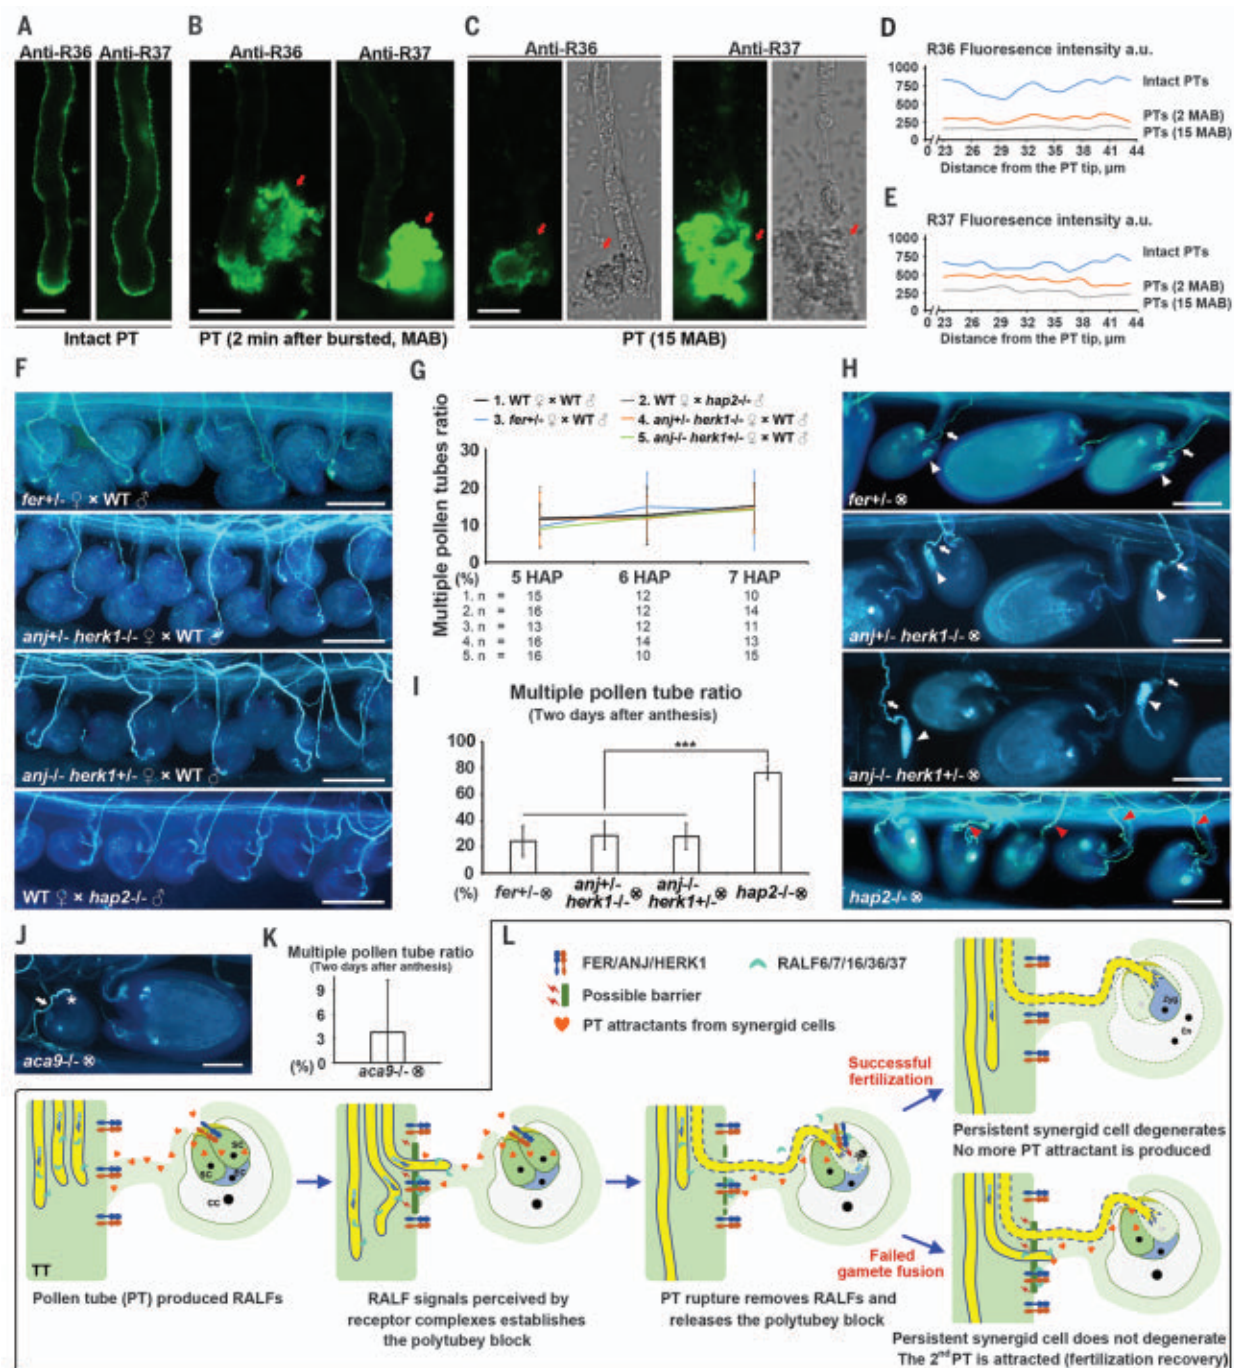 A
Anti-R36 Anti-R37
Intact PT
B
Anti-R36 Anti-R37
PT (2 min after bursted, MAB)
C
Anti-R36 Anti-R37
PT (15 MAB)
D
R36 Fluoresence intensity a.u.
1000
750
500
250
0
Intact PTs
PTs (2 MAB)
PTs (15 MAB)
23 26 29 32 35 38 41 44
Distance from the PT tip, µm
E
R37 Fluoresence intensity a.u.
1000
750
500
250
0
Intact PTs
PTs (2 MAB)
PTs (15 MAB)
23 26 29 32 35 38 41 44
Distance from the PT tip, µm
F
fer+/- ♀ × WT ♂
anj+/- herk1-/- ♀ × WT ♂
anj-/- herk1+/- ♀ × WT ♂
WT ♀ × hap2-/- ♂
G
1. WT ♀ × WT ♂ 2. WT ♀ × hap2-/- ♂
3. fer+/- ♀ × WT ♂ 4. anj+/- herk1-/- ♀ × WT ♂
5. anj-/- herk1+/- ♀ × WT ♂
Multiple pollen tubes ratio
30
20
10
0
(%) 5 HAP 6 HAP 7 HAP
1. n = 15 12 10
2. n = 16 12 14
3. n = 13 12 11
4. n = 16 14 13
5. n = 16 10 15
H
fer+/- ⊗
anj+/- herk1-/- ⊗
anj-/- herk1+/- ⊗
hap2-/- ⊗
I
Multiple pollen tube ratio
(Two days after anthesis)
100
80
60
40
20
0
***
(%) fer+/-⊗ anj+/- herk1-/-⊗ anj-/- herk1+/-⊗ hap2-/-⊗
J
*
aca9-/- ⊗
K
Multiple pollen tube ratio
(Two days after anthesis)
9
6
3
0
(%)
aca9-/- ⊗
L
FER/ANJ/HERK1 RALF6/7/16/36/37
Possible barrier
PT attractants from synergid cells
TT
SC
SC
EC
CC
Pollen tube (PT) produced RALFs
RALF signals perceived by
receptor complexes establishes
the polytubey block
PT rupture removes RALFs and
releases the polytubey block
Successful
fertilization
Zyg
En
Persistent synergid cell degenerates
No more PT attractant is produced
Failed
gamete fusion
Persistent synergid cell does not degenerate
The 2nd PT is attracted (fertilization recovery)